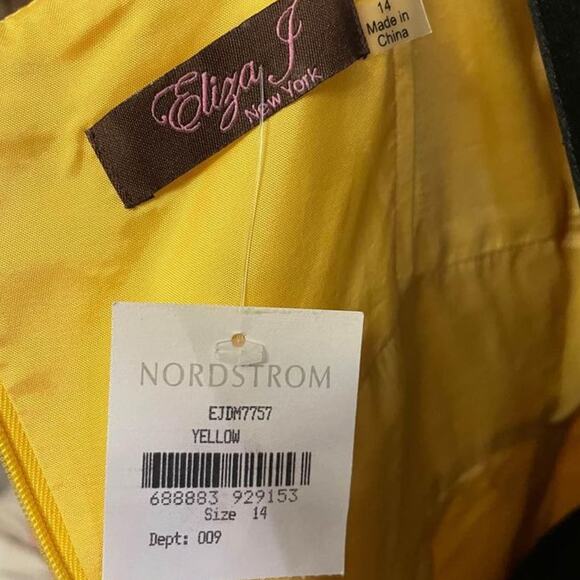 Eliza J
New York
14
Made in
China
NORDSTROM
EJDM7757
YELLOW
688883 929153
Size 14
Dept: 009